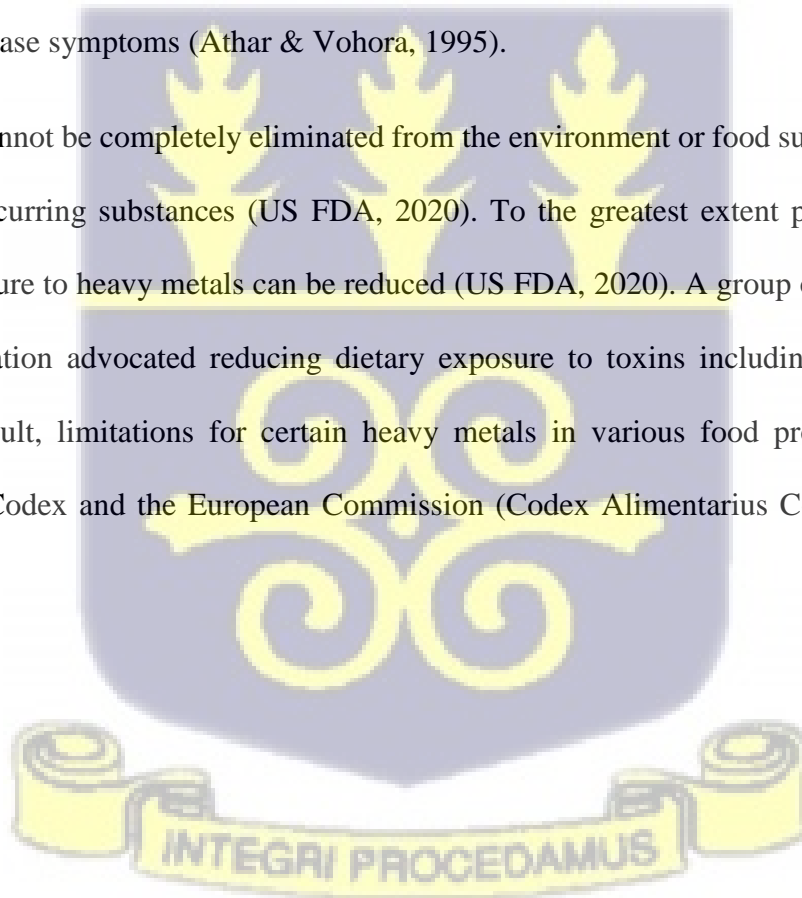 ase symptoms (Athar & Vohora, 1995).
nnot be completely eliminated from the environment or food su
curring substances (US FDA, 2020). To the greatest extent p
ure to heavy metals can be reduced (US FDA, 2020). A group
ation advocated reducing dietary exposure to toxins includin
ult, limitations for certain heavy metals in various food pr
Codex and the European Commission (Codex Alimentarius C
INTEGRI PROCEDAMUS